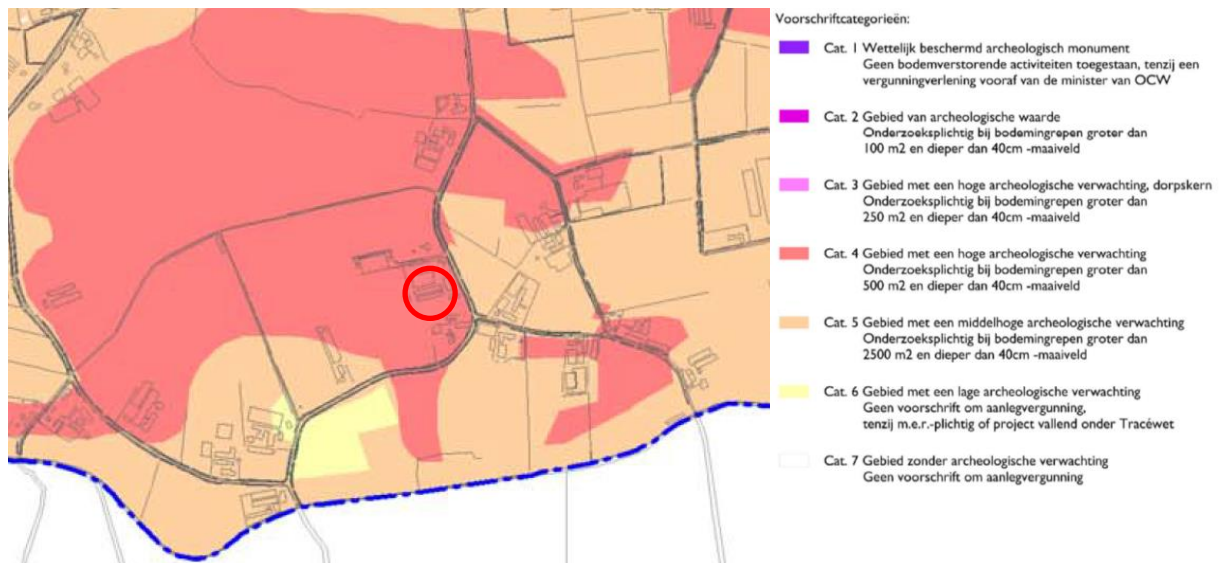 Voorschriftcategorieën:
Cat. 1 Wettelijk beschermd archeologisch monument
Geen bodemverstorende activiteiten toegestaan, tenzij een
vergunningverlening vooraf van de minister van OCW
Cat. 2 Gebied van archeologische waarde
Onderzoeksplichtig bij bodemingrepen groter dan
100 m2 en dieper dan 40cm -maaiveld
Cat. 3 Gebied met een hoge archeologische verwachting, dorpskern
Onderzoeksplichtig bij bodemingrepen groter dan
250 m2 en dieper dan 40cm -maaiveld
Cat. 4 Gebied met een hoge archeologische verwachting
Onderzoeksplichtig bij bodemingrepen groter dan
500 m2 en dieper dan 40cm -maaiveld
Cat. 5 Gebied met een middelhoge archeologische verwachting
Onderzoeksplichtig bij bodemingrepen groter dan
2500 m2 en dieper dan 40cm -maaiveld
Cat. 6 Gebied met een lage archeologische verwachting
Geen voorschrift om aanlegvergunning,
tenzij m.e.r.-plichtig of project vallend onder Tracéwet
Cat. 7 Gebied zonder archeologische verwachting
Geen voorschrift om aanlegvergunning